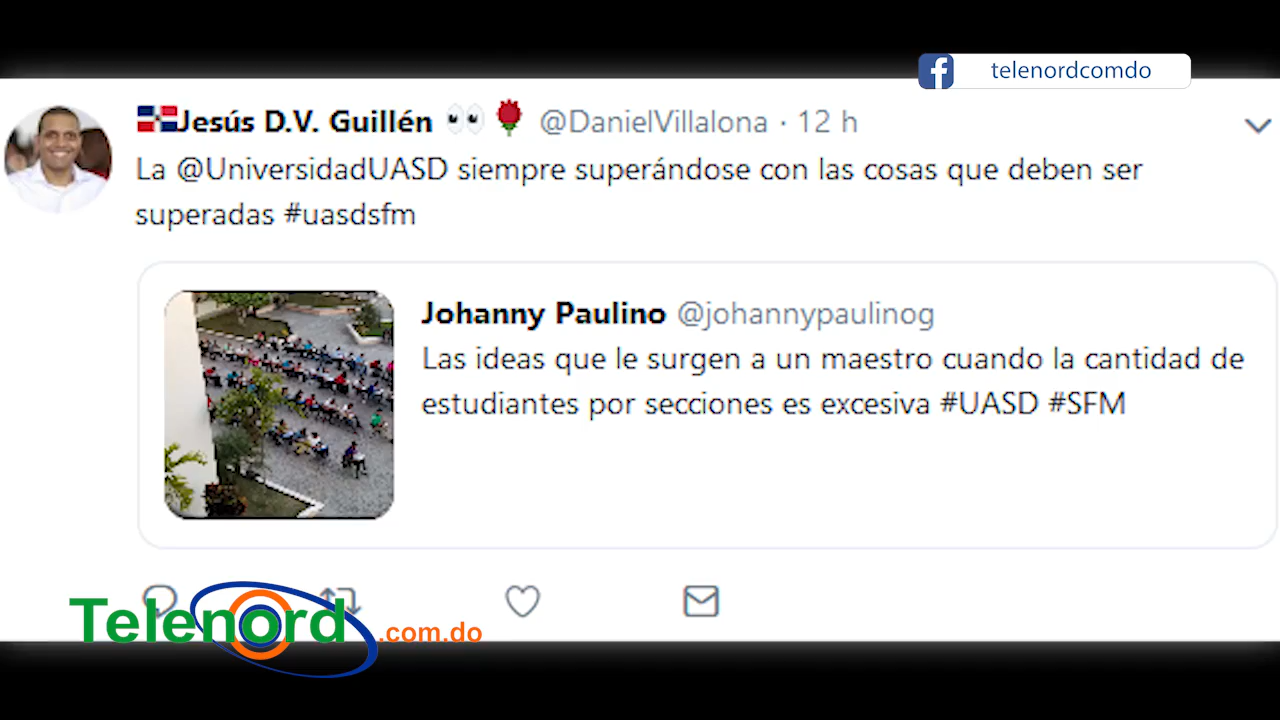 telenordcomdo
Jesús D.V. Guillén 👀🌹 @DanielVillalona · 12 h
La @UniversidadUASD siempre superándose con las cosas que deben ser
superadas #uasdsfm
Johanny Paulino @johannypaulinog
Las ideas que le surgen a un maestro cuando la cantidad de
estudiantes por secciones es excesiva #UASD #SFM
Telenord.com.do